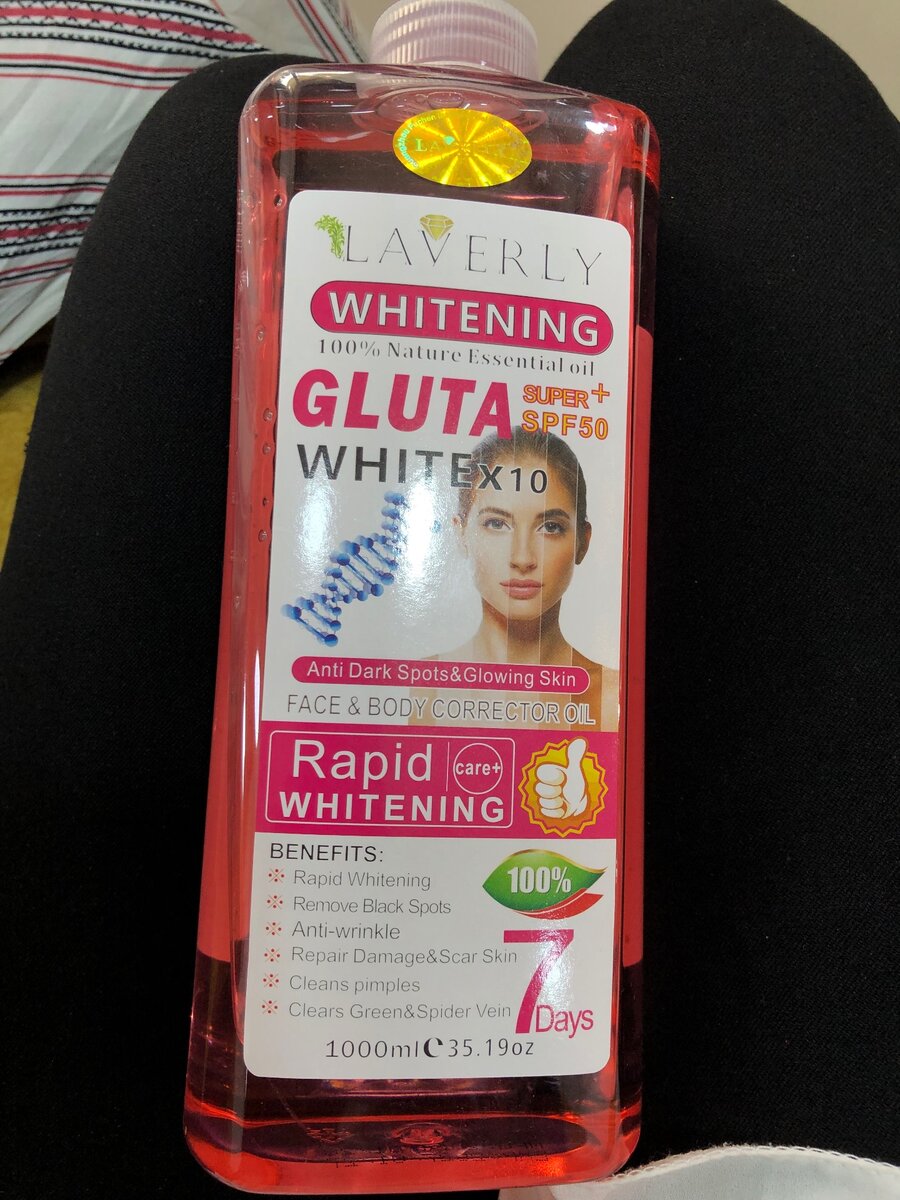 LAVERLY
WHITENING
100% Nature Essential oil
GLUTA SUPER+
SPF50
WHITEX10
Anti Dark Spots&Glowing Skin
FACE & BODY CORRECTOR OIL
Rapid care+
WHITENING
BENEFITS:
Rapid Whitening
Remove Black Spots
Anti-wrinkle
Repair Damage&Scar Skin
Cleans pimples
Clears Green&Spider Vein
100%
7
Days
1000ml℮35.19oz